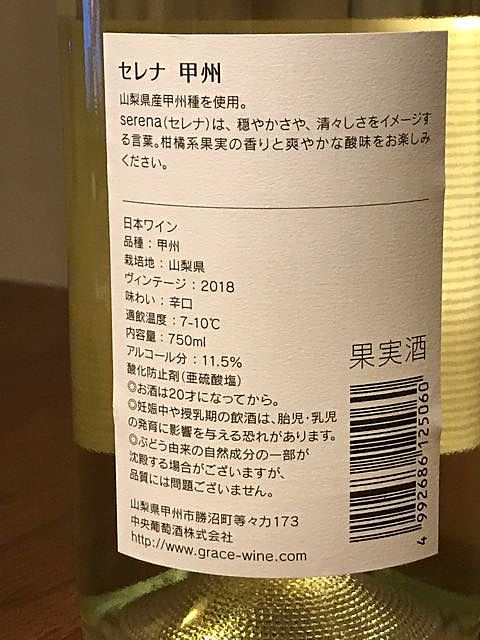 セレナ 甲州
山梨県産甲州種を使用。
serena(セレナ)は、穏やかさや、清々しさをイメージす
る言葉。柑橘系果実の香りと爽やかな酸味をお楽しみ
ください。
日本ワイン
品種：甲州
栽培地：山梨県
ヴィンテージ：2018
味わい：辛口
適飲温度：7-10℃
内容量：750ml
アルコール分：11.5%
酸化防止剤(亜硫酸塩)
◎お酒は20才になってから。
◎妊娠中や授乳期の飲酒は、胎児・乳児
の発育に影響を与える恐れがあります。
◎ぶどう由来の自然成分の一部が
沈殿する場合がございますが、
品質には問題ございません。
果実酒
4 992686 125060
山梨県甲州市勝沼町等々力173
中央葡萄酒株式会社
http://www.grace-wine.com